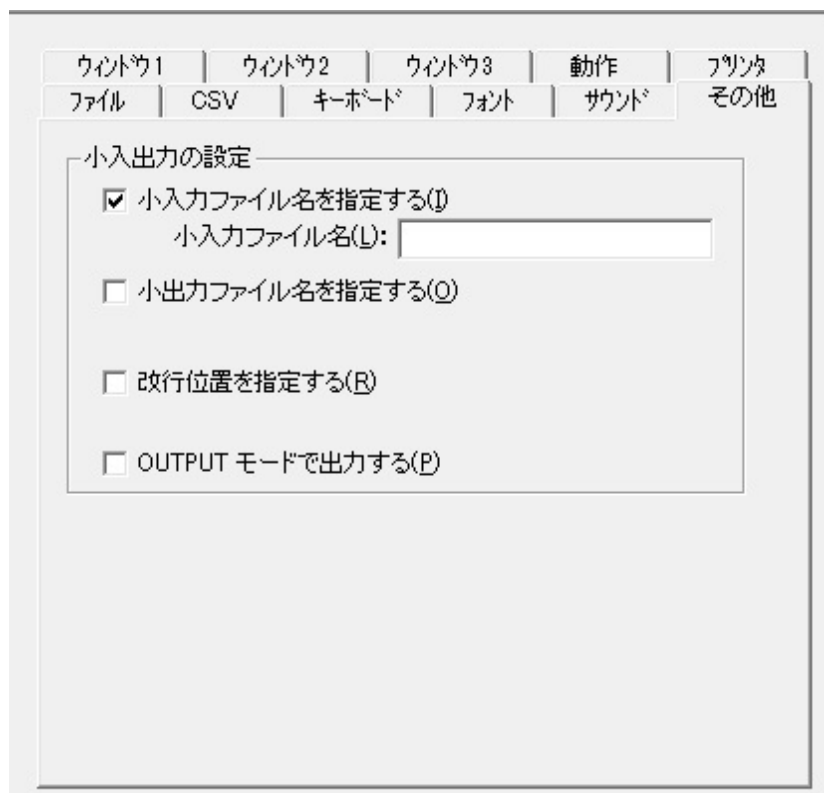 ウィンドウ1 ウィンドウ2 ウィンドウ3 動作 プリンタ
ファイル CSV キーボード フォント サウンド その他
小入出力の設定
小入力ファイル名を指定する(I)
小入力ファイル名(L):
小出力ファイル名を指定する(O)
改行位置を指定する(R)
OUTPUT モードで出力する(P)